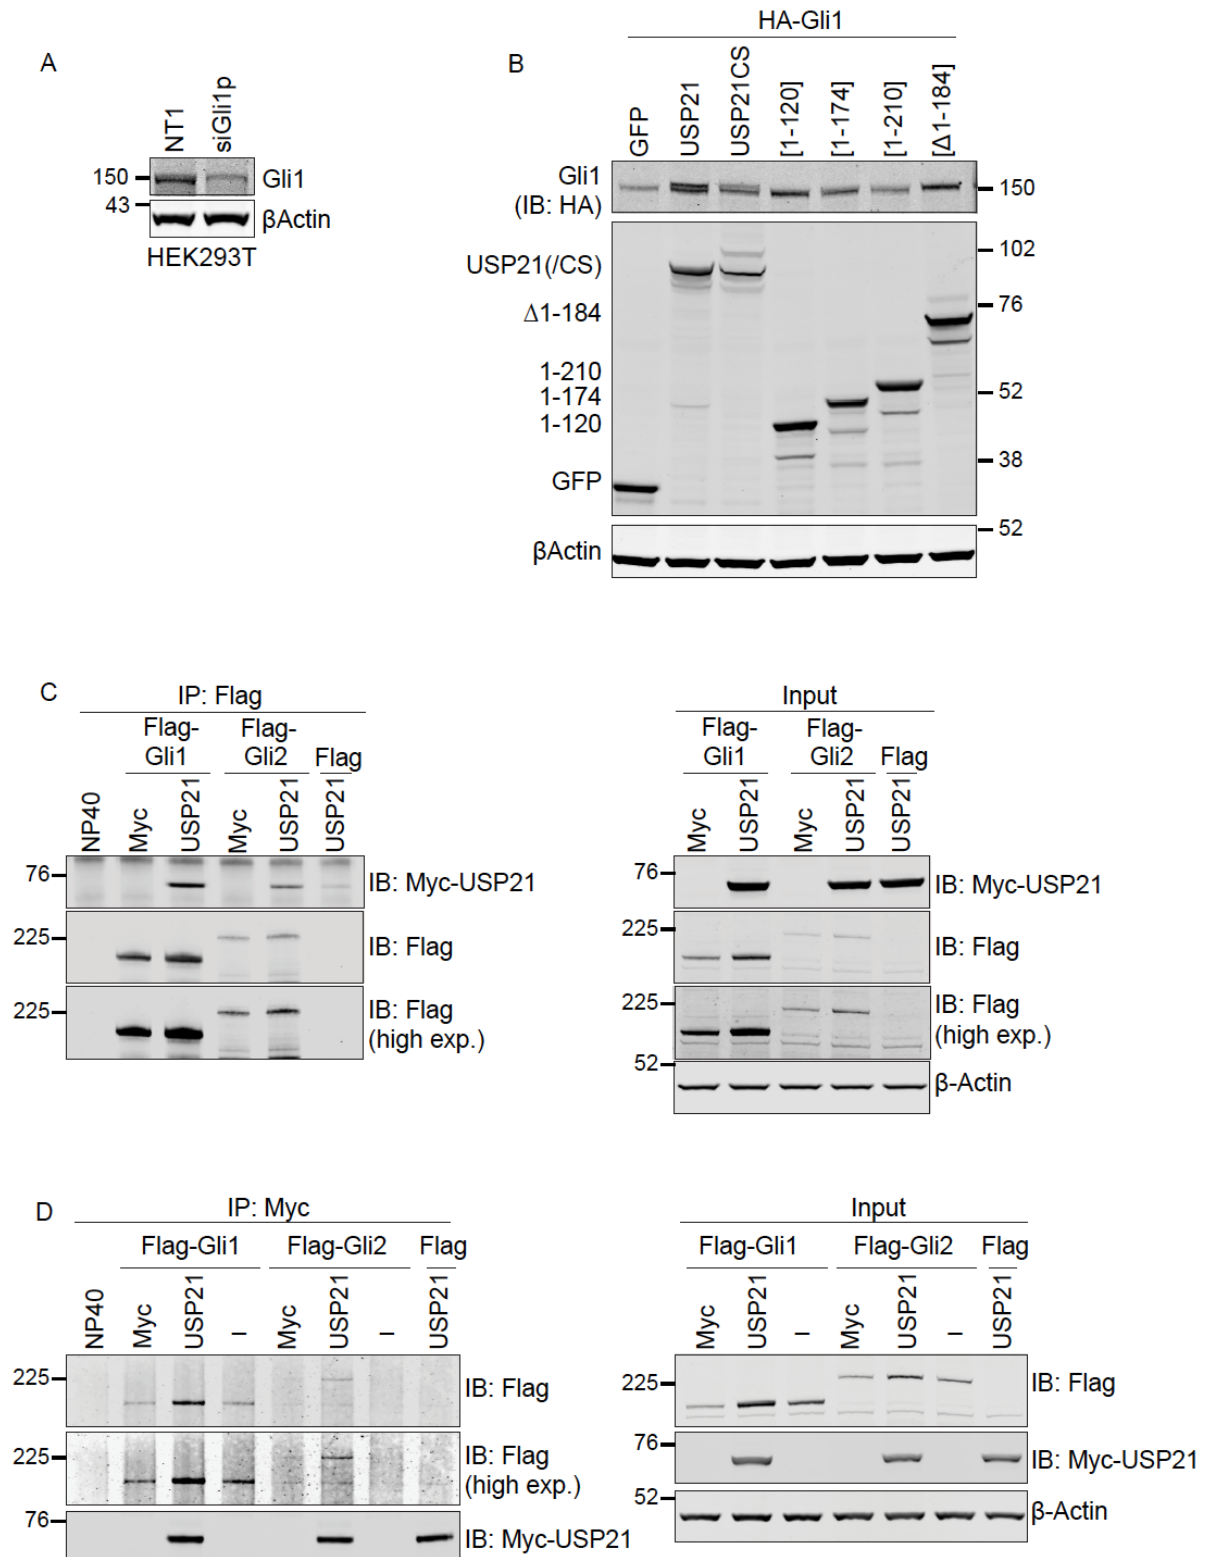 A
NT1
siGli1p
150
Gli1
43
βActin
HEK293T
B
HA-Gli1
GFP
USP21
USP21CS
[1-120]
[1-174]
[1-210]
[Δ1-184]
Gli1
(IB: HA)
150
USP21(/CS)
Δ1-184
1-210
1-174
1-120
GFP
102
76
52
38
52
βActin
C
IP: Flag
Flag-
Gli1
Flag-
Gli2
Flag
NP40
Myc
USP21
Myc
USP21
USP21
76
IB: Myc-USP21
225
IB: Flag
225
IB: Flag
(high exp.)
Input
Flag-
Gli1
Flag-
Gli2
Flag
Myc
USP21
Myc
USP21
USP21
76
IB: Myc-USP21
225
IB: Flag
225
IB: Flag
(high exp.)
52
β-Actin
D
IP: Myc
Flag-Gli1
Flag-Gli2
Flag
NP40
Myc
USP21
–
Myc
USP21
–
USP21
225
IB: Flag
225
IB: Flag
(high exp.)
76
IB: Myc-USP21
Input
Flag-Gli1
Flag-Gli2
Flag
Myc
USP21
–
Myc
USP21
–
USP21
225
IB: Flag
76
IB: Myc-USP21
52
β-Actin